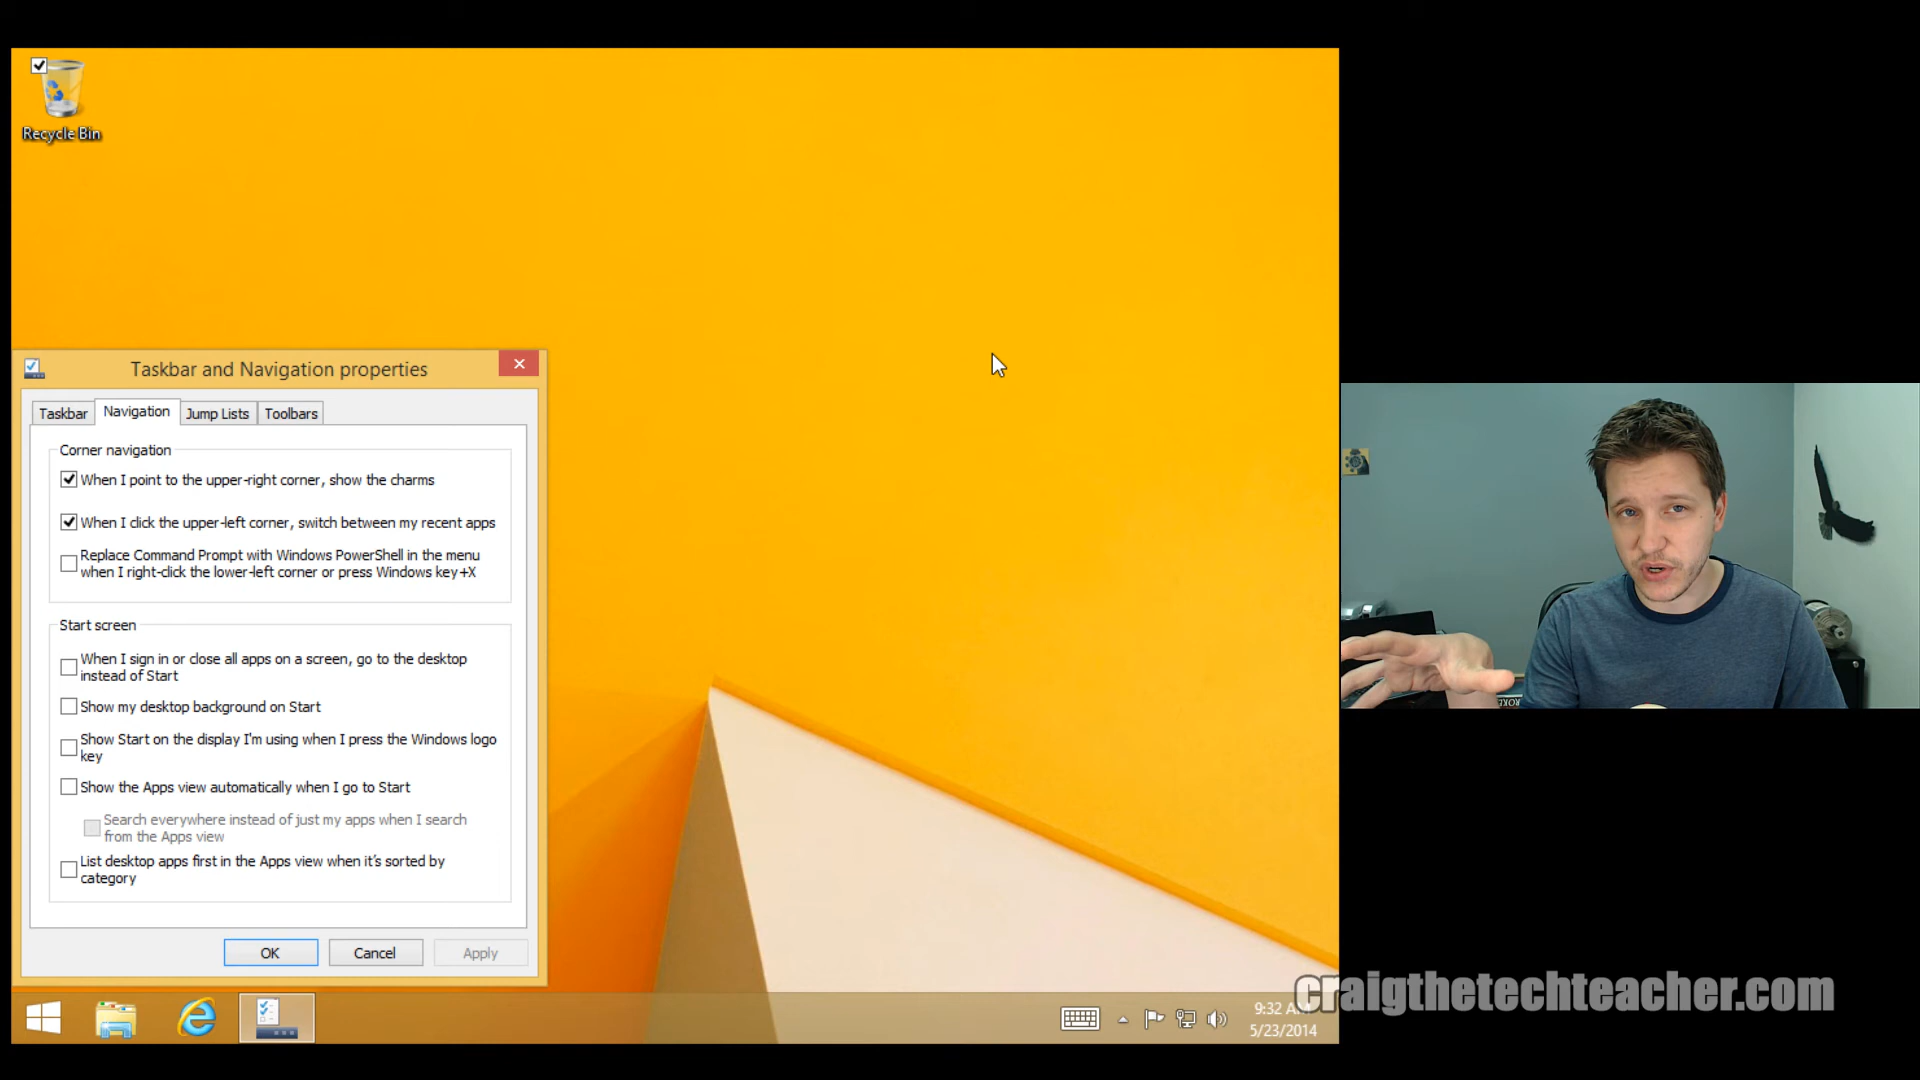 Recycle Bin
Taskbar and Navigation properties
Taskbar
Navigation
Jump Lists
Toolbars
Corner navigation
When I point to the upper-right corner, show the charms
When I click the upper-left corner, switch between my recent apps
Replace Command Prompt with Windows PowerShell in the menu
when I right-click the lower-left corner or press Windows key+X
Start screen
When I sign in or close all apps on a screen, go to the desktop
instead of Start
Show my desktop background on Start
Show Start on the display I'm using when I press the Windows logo
key
Show the Apps view automatically when I go to Start
Search everywhere instead of just my apps when I search
from the Apps view
List desktop apps first in the Apps view when it's sorted by
category
OK
Cancel
Apply
9:32 AM
5/23/2014
craigthetechteacher.com